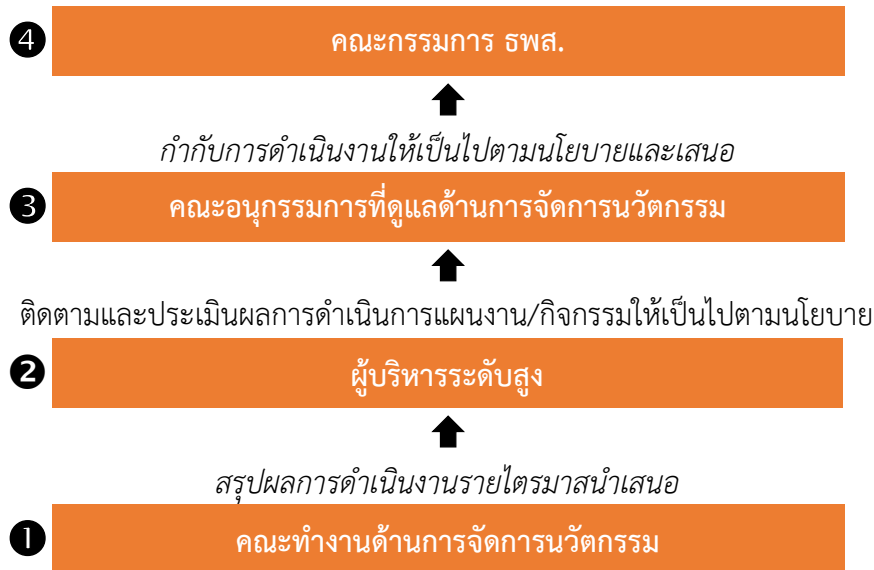 ❹ คณะกรรมการ ธพส.
กำกับการดำเนินงานให้เป็นไปตามนโยบายและเสนอ
❸ คณะอนุกรรมการที่ดูแลด้านการจัดการนวัตกรรม
ติดตามและประเมินผลการดำเนินการแผนงาน/กิจกรรมให้เป็นไปตามนโยบาย
❷ ผู้บริหารระดับสูง
สรุปผลการดำเนินงานรายไตรมาสนำเสนอ
❶ คณะทำงานด้านการจัดการนวัตกรรม